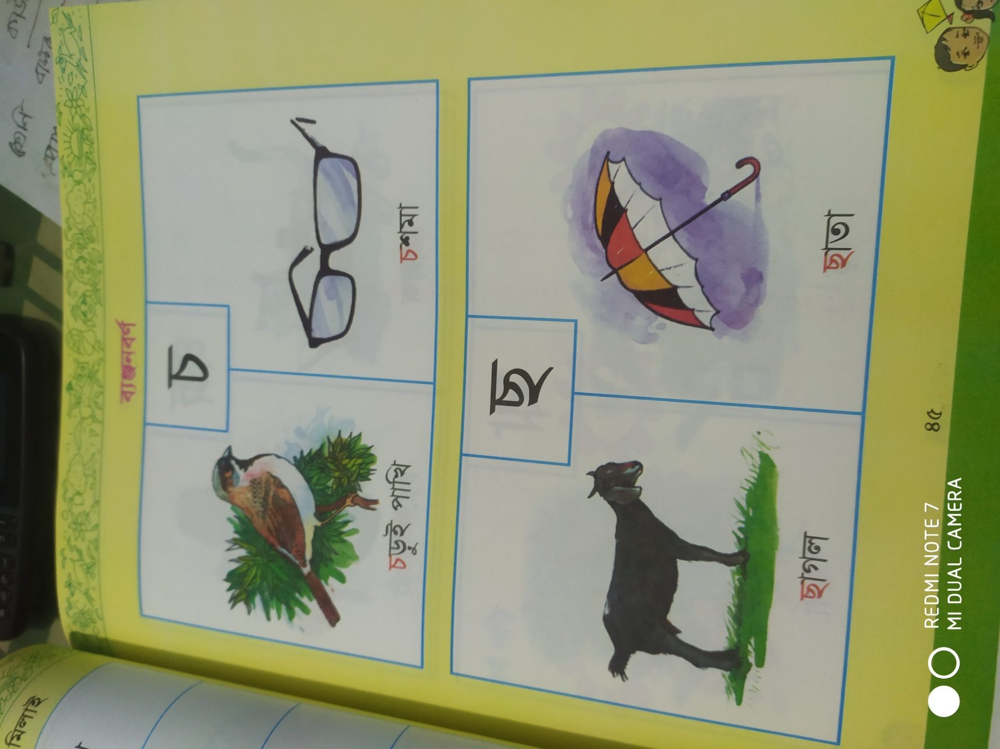 ব্যঞ্জনবর্ণ
চ
চড়ুই পাখি
চশমা
ছ
ছাগল
ছাতা
৪৫
মিলাই
REDMI NOTE 7
MI DUAL CAMERA